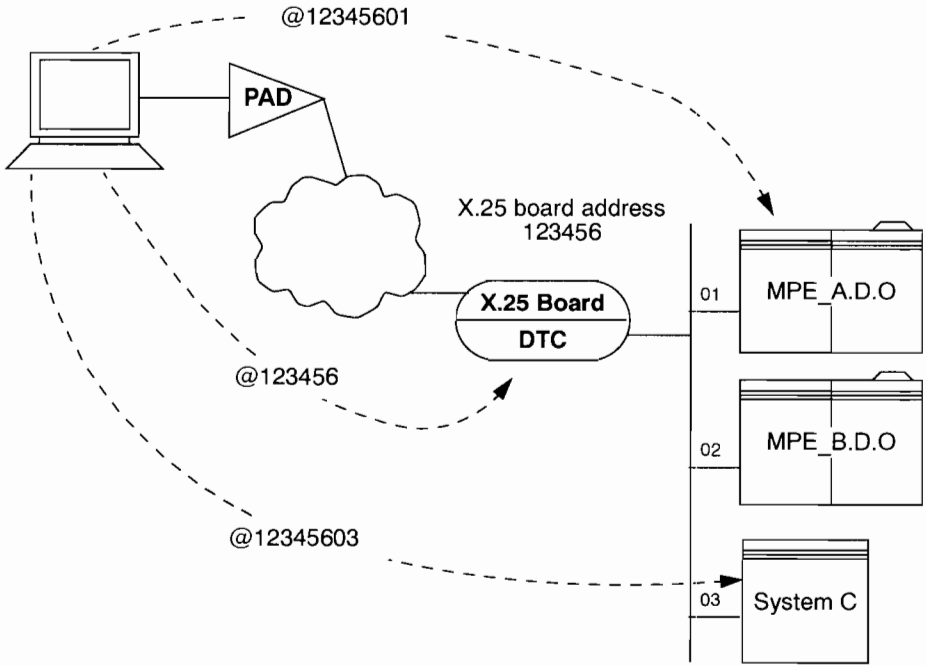 @12345601
PAD
X.25 board address
123456
X.25 Board
DTC
01
MPE_A.D.O
@123456
02
MPE_B.D.O
@12345603
03
System C